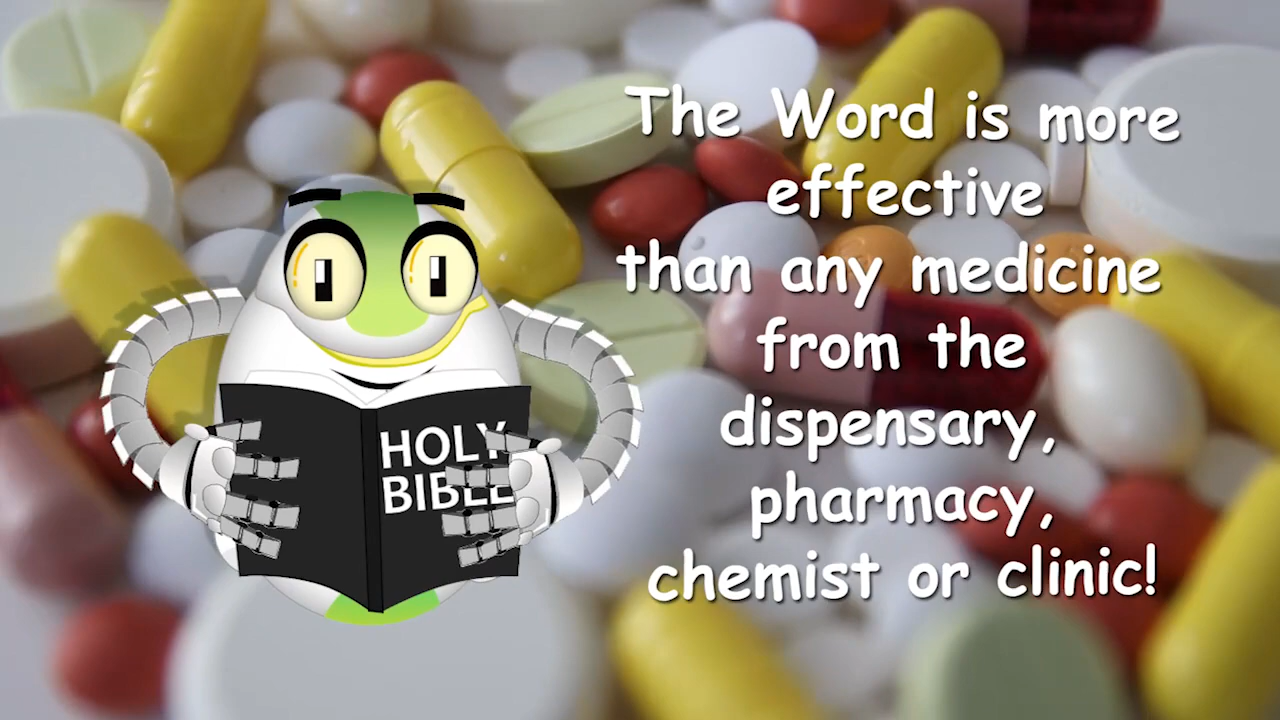 The Word is more
effective
than any medicine
from the
dispensary,
pharmacy,
chemist or clinic!
HOLY
BIBLE